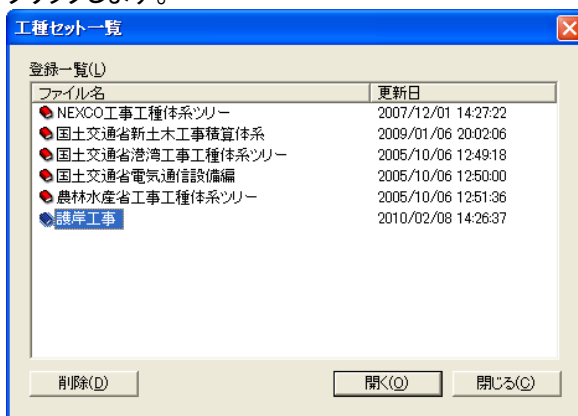 クリックします。
工種セット一覧
登録一覧(L)
ファイル名 更新日
NEXCO工事工種体系ツリー 2007/12/01 14:27:22
国土交通省新土木工事積算体系 2009/01/06 20:02:06
国土交通省港湾工事工種体系ツリー 2005/10/06 12:49:18
国土交通省電気通信設備編 2005/10/06 12:50:00
農林水産省工事工種体系ツリー 2005/10/06 12:51:36
護岸工事 2010/02/08 14:26:37
削除(D) 開く(O) 閉じる(C)